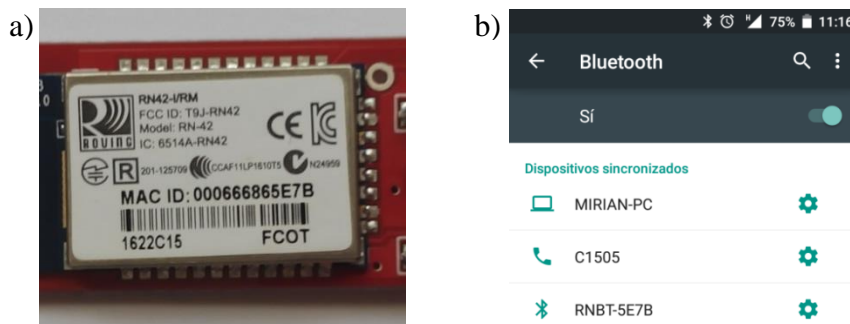 a)
RN42-I/RM
FCC ID: T9J-RN42
Model: RN-42
IC: 6514A-RN42
ROVING
CE
R 201-125709 CCAF11LP1610T5 N24959
MAC ID: 000666865E7B
1622C15 FCOT
b)
75% 11:16
Bluetooth
Sí
Dispositivos sincronizados
MIRIAN-PC
C1505
RNBT-5E7B